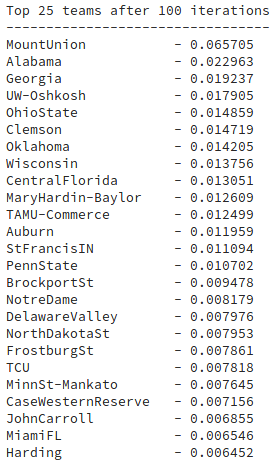 Top 25 teams after 100 iterations
---------------------------------
MountUnion - 0.065705
Alabama - 0.022963
Georgia - 0.019237
UW-Oshkosh - 0.017905
OhioState - 0.014859
Clemson - 0.014719
Oklahoma - 0.014205
Wisconsin - 0.013756
CentralFlorida - 0.013051
MaryHardin-Baylor - 0.012609
TAMU-Commerce - 0.012499
Auburn - 0.011959
StFrancisIN - 0.011094
PennState - 0.010702
BrockportSt - 0.009478
NotreDame - 0.008179
DelawareValley - 0.007976
NorthDakotaSt - 0.007953
FrostburgSt - 0.007861
TCU - 0.007818
MinnSt-Mankato - 0.007645
CaseWesternReserve - 0.007156
JohnCarroll - 0.006855
MiamiFL - 0.006546
Harding - 0.006452